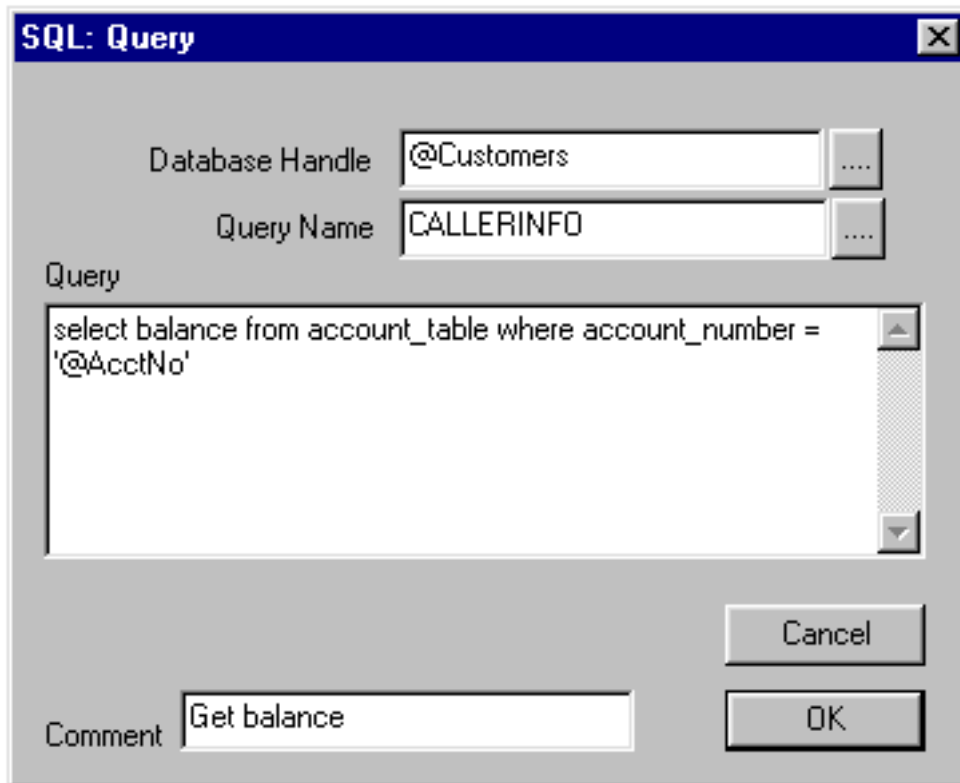 SQL: Query
Database Handle @Customers ....
Query Name CALLERINFO ....
Query
select balance from account_table where account_number =
'@AcctNo'
Cancel
Comment Get balance OK